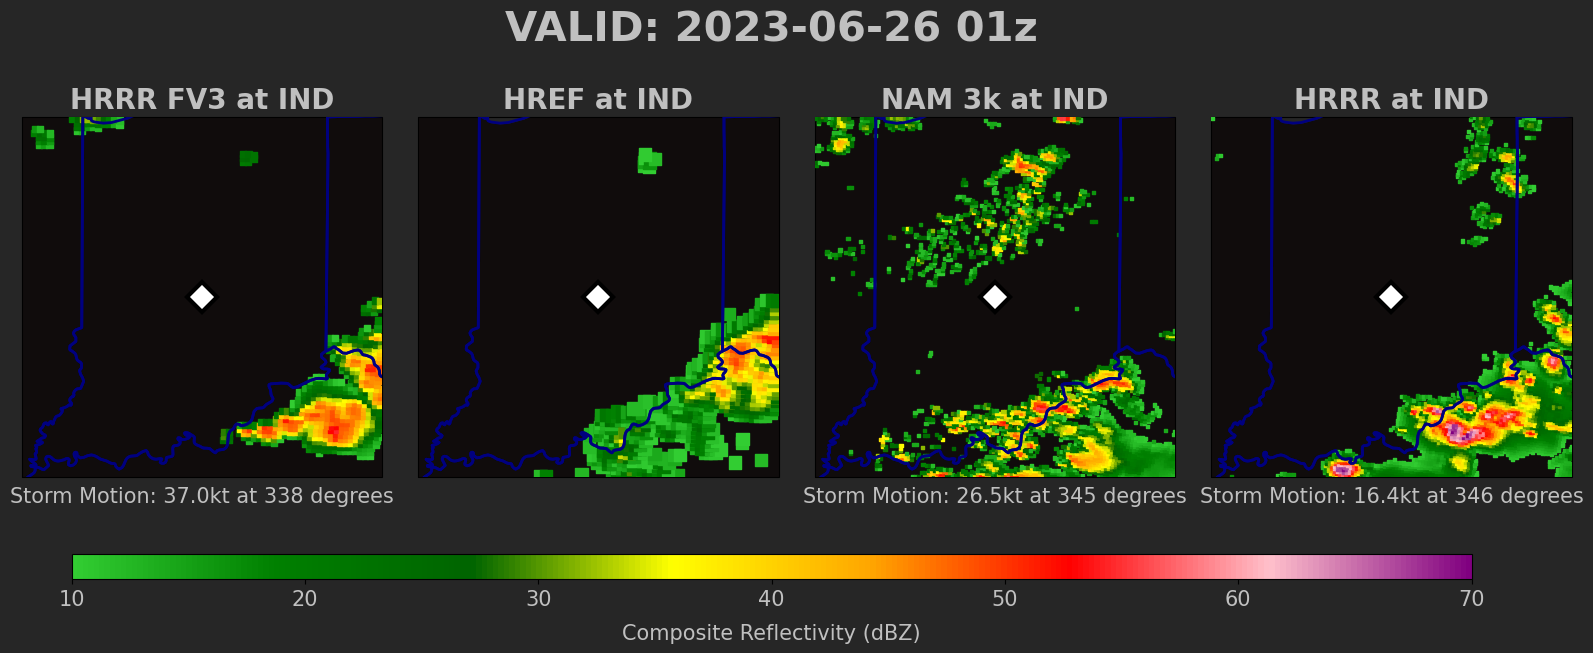 VALID: 2023-06-26 01z
HRRR FV3 at IND
HREF at IND
NAM 3k at IND
HRRR at IND
Storm Motion: 37.0kt at 338 degrees
Storm Motion: 26.5kt at 345 degrees
Storm Motion: 16.4kt at 346 degrees
10 20 30 40 50 60 70
Composite Reflectivity (dBZ)